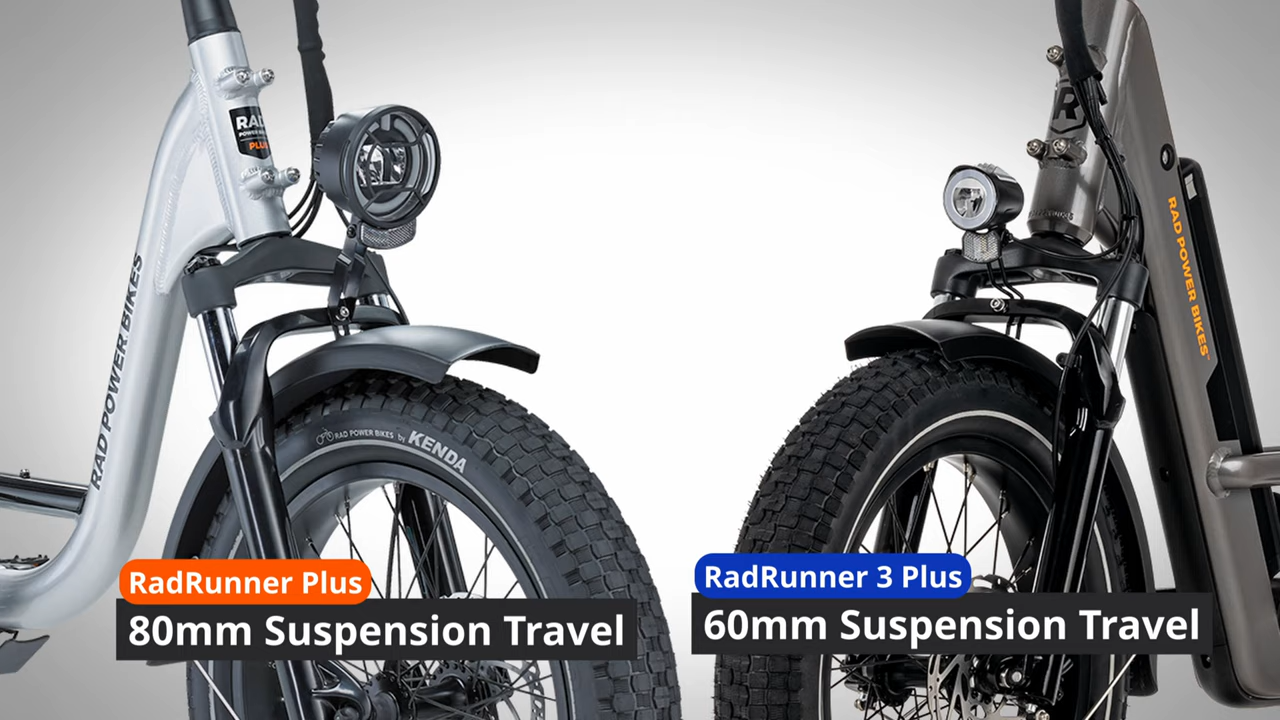 RAD
POWER BIKES
PLUS
RAD POWER BIKES
RAD POWER BIKES by KENDA
RadRunner Plus
80mm Suspension Travel
R
RAD POWER BIKES
RadRunner 3 Plus
60mm Suspension Travel